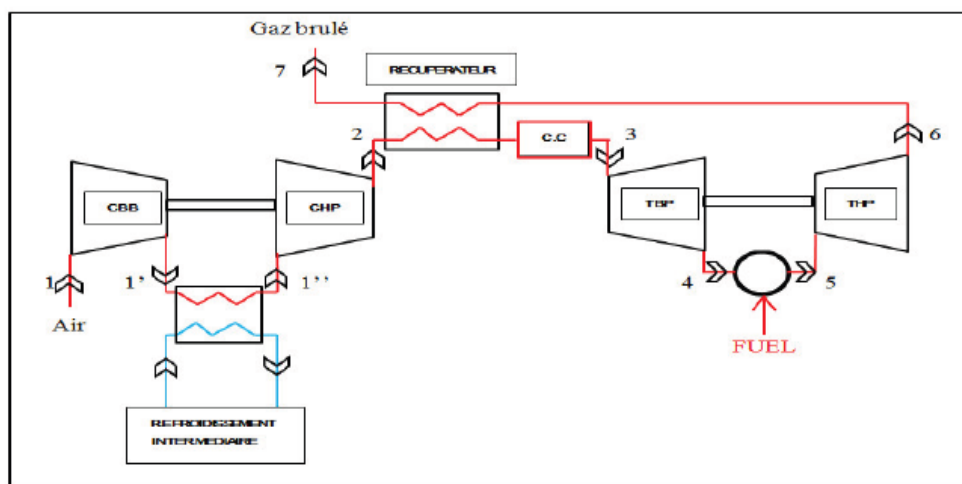 Gaz brulé
7
RECUPERATEUR
2
C.C
3
6
CBB
CHP
TBP
THP
1
1'
1''
4
5
Air
FUEL
REFROIDISSEMENT
INTERMEDIAIRE